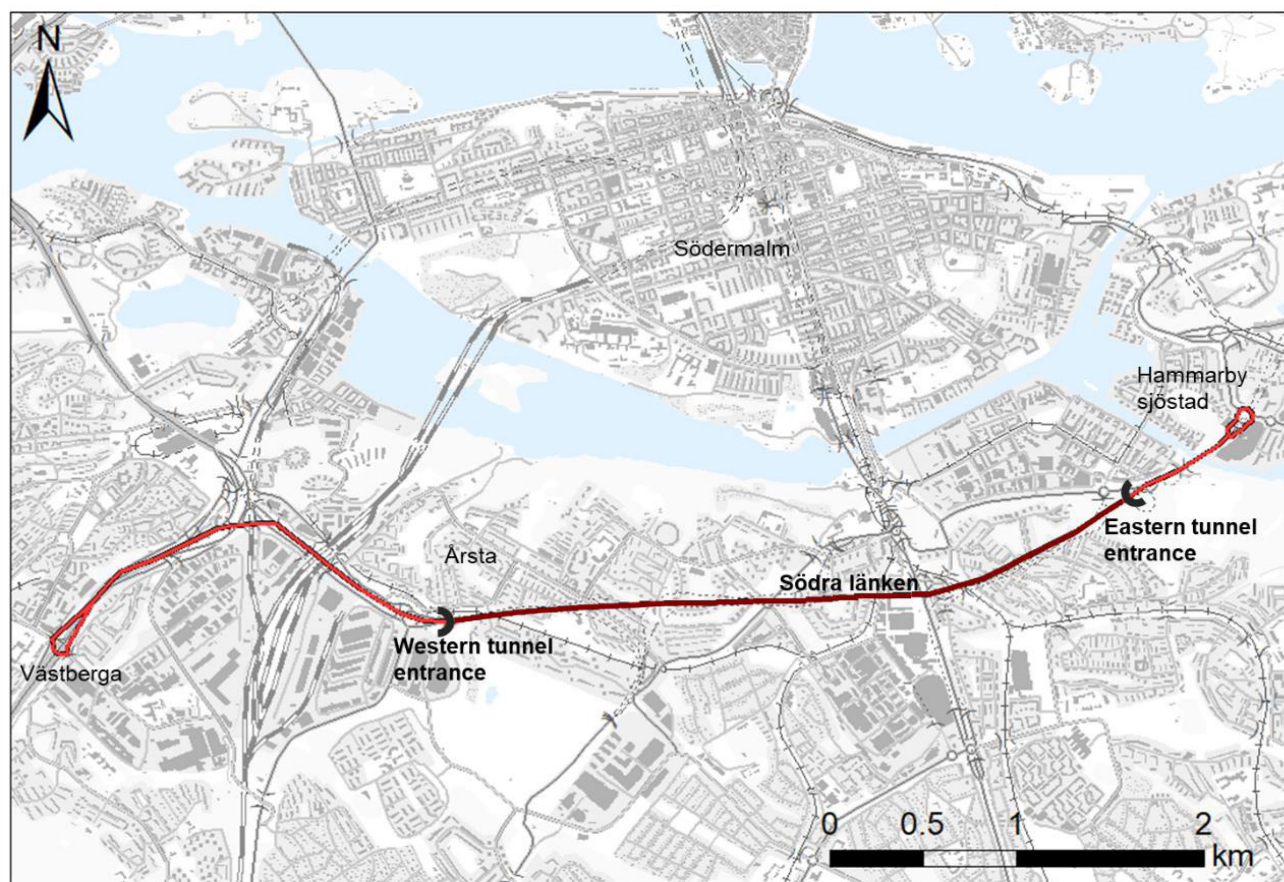 N
Södermalm
Hammarby
sjöstad
Eastern tunnel
entrance
Årsta
Södra länken
Western tunnel
entrance
Västberga
0 0.5 1 2
km